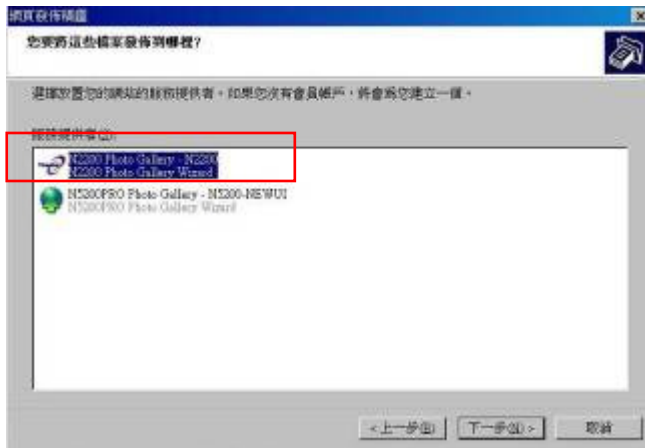 網頁發佈精靈
您要將這些檔案發佈到哪裡?
選擇放置您的網站的服務提供者。如果您沒有會員帳戶，將會為您建立一個。
服務提供者(S):
N2200 Photo Gallery - N2200
N2200 Photo Gallery Wizard
N5200PRO Photo Gallery - N5200-NEWUI
N5200PRO Photo Gallery Wizard
<上一步(B)
下一步(N)>
取消